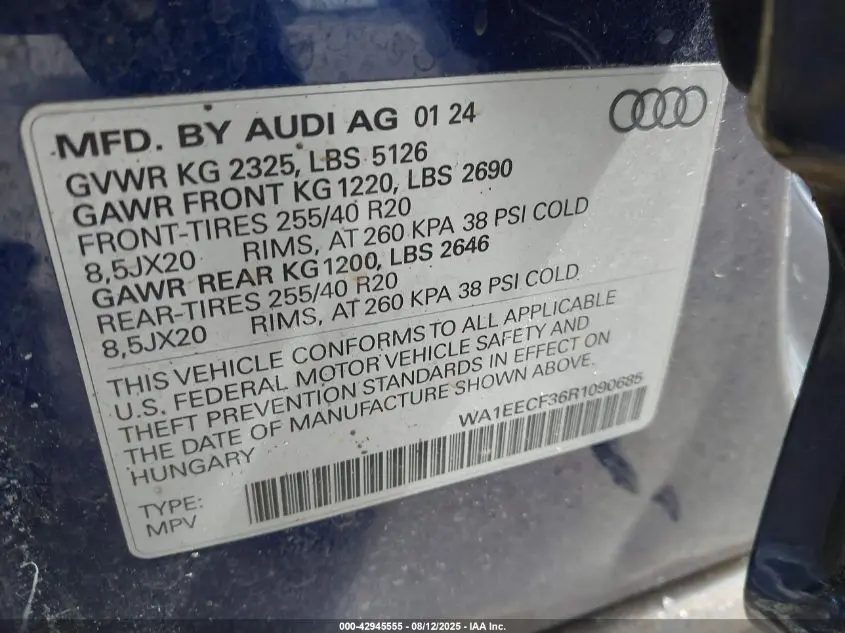 MFD. BY AUDI AG 01 24
GVWR KG 2325, LBS 5126
GAWR FRONT KG 1220, LBS 2690
FRONT-TIRES 255/40 R20
8,5JX20 RIMS, AT 260 KPA 38 PSI COLD
GAWR REAR KG 1200, LBS 2646
REAR-TIRES 255/40 R20
8,5JX20 RIMS, AT 260 KPA 38 PSI COLD
THIS VEHICLE CONFORMS TO ALL APPLICABLE
U.S. FEDERAL MOTOR VEHICLE SAFETY AND
THEFT PREVENTION STANDARDS IN EFFECT ON
THE DATE OF MANUFACTURE SHOWN ABOVE.
HUNGARY WA1EECF36R1090685
TYPE:
MPV
000-42945555 - 08/12/2025 - IAA Inc.